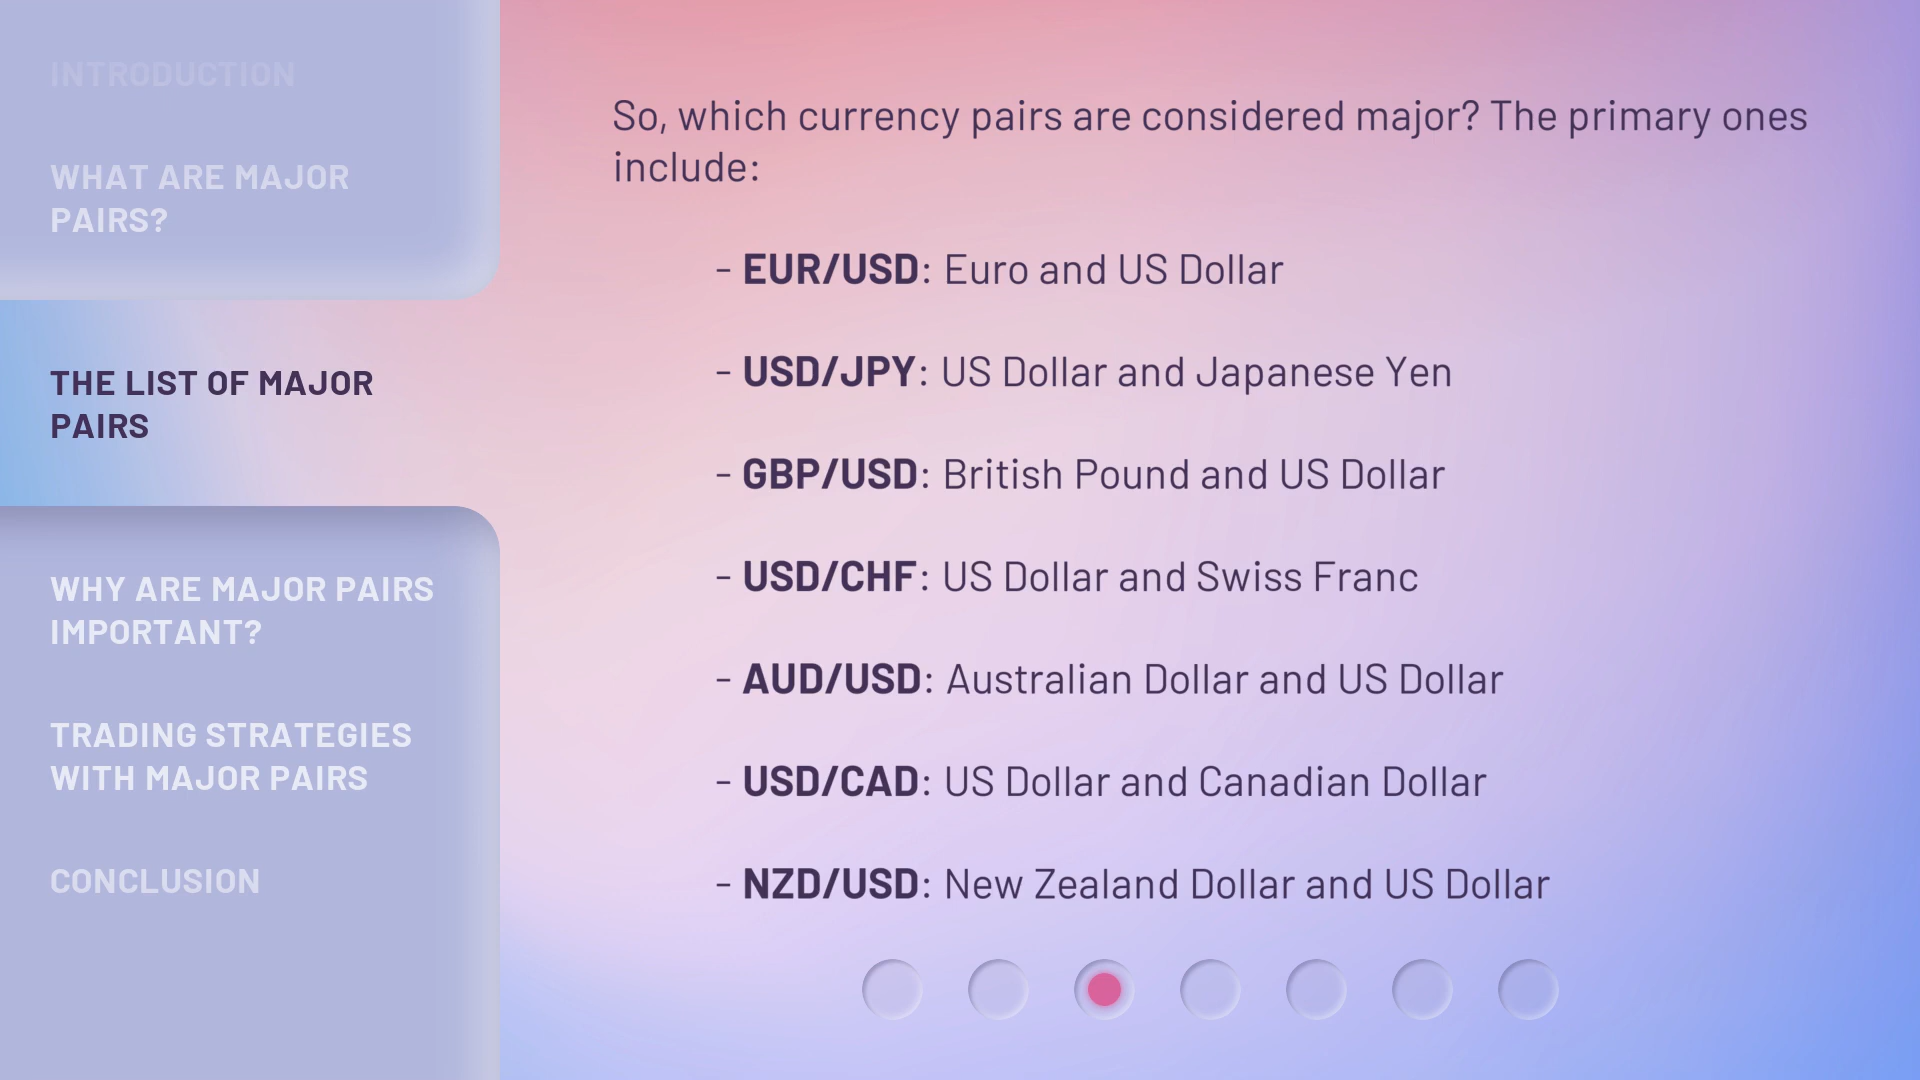 INTRODUCTION
WHAT ARE MAJOR
PAIRS?
THE LIST OF MAJOR
PAIRS
WHY ARE MAJOR PAIRS
IMPORTANT?
TRADING STRATEGIES
WITH MAJOR PAIRS
CONCLUSION
So, which currency pairs are considered major? The primary ones
include:
- EUR/USD: Euro and US Dollar
- USD/JPY: US Dollar and Japanese Yen
- GBP/USD: British Pound and US Dollar
- USD/CHF: US Dollar and Swiss Franc
- AUD/USD: Australian Dollar and US Dollar
- USD/CAD: US Dollar and Canadian Dollar
- NZD/USD: New Zealand Dollar and US Dollar